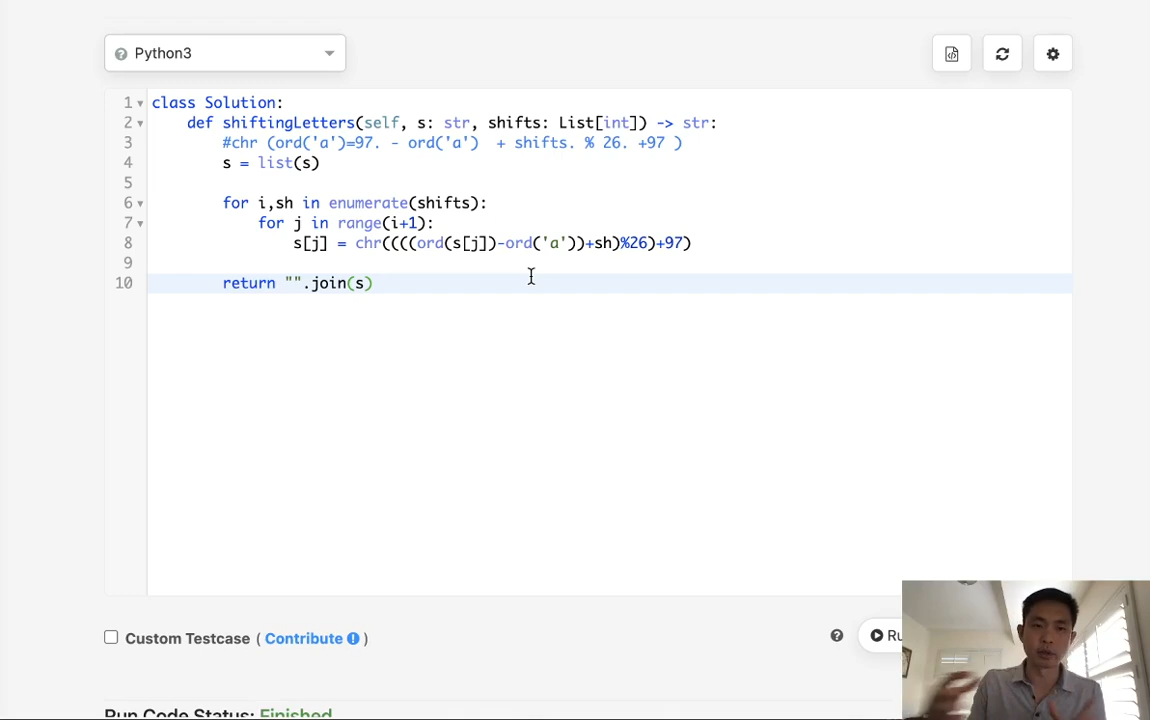 Python3
1 class Solution:
2 def shiftingLetters(self, s: str, shifts: List[int]) -> str:
3 #chr (ord('a')=97. - ord('a')  + shifts. % 26. +97 )
4 s = list(s)
5
6 for i,sh in enumerate(shifts):
7 for j in range(i+1):
8 s[j] = chr((((ord(s[j])-ord('a'))+sh)%26)+97)
9
10 return "".join(s)
Custom Testcase ( Contribute )
Ru
Run Code Status: Finished